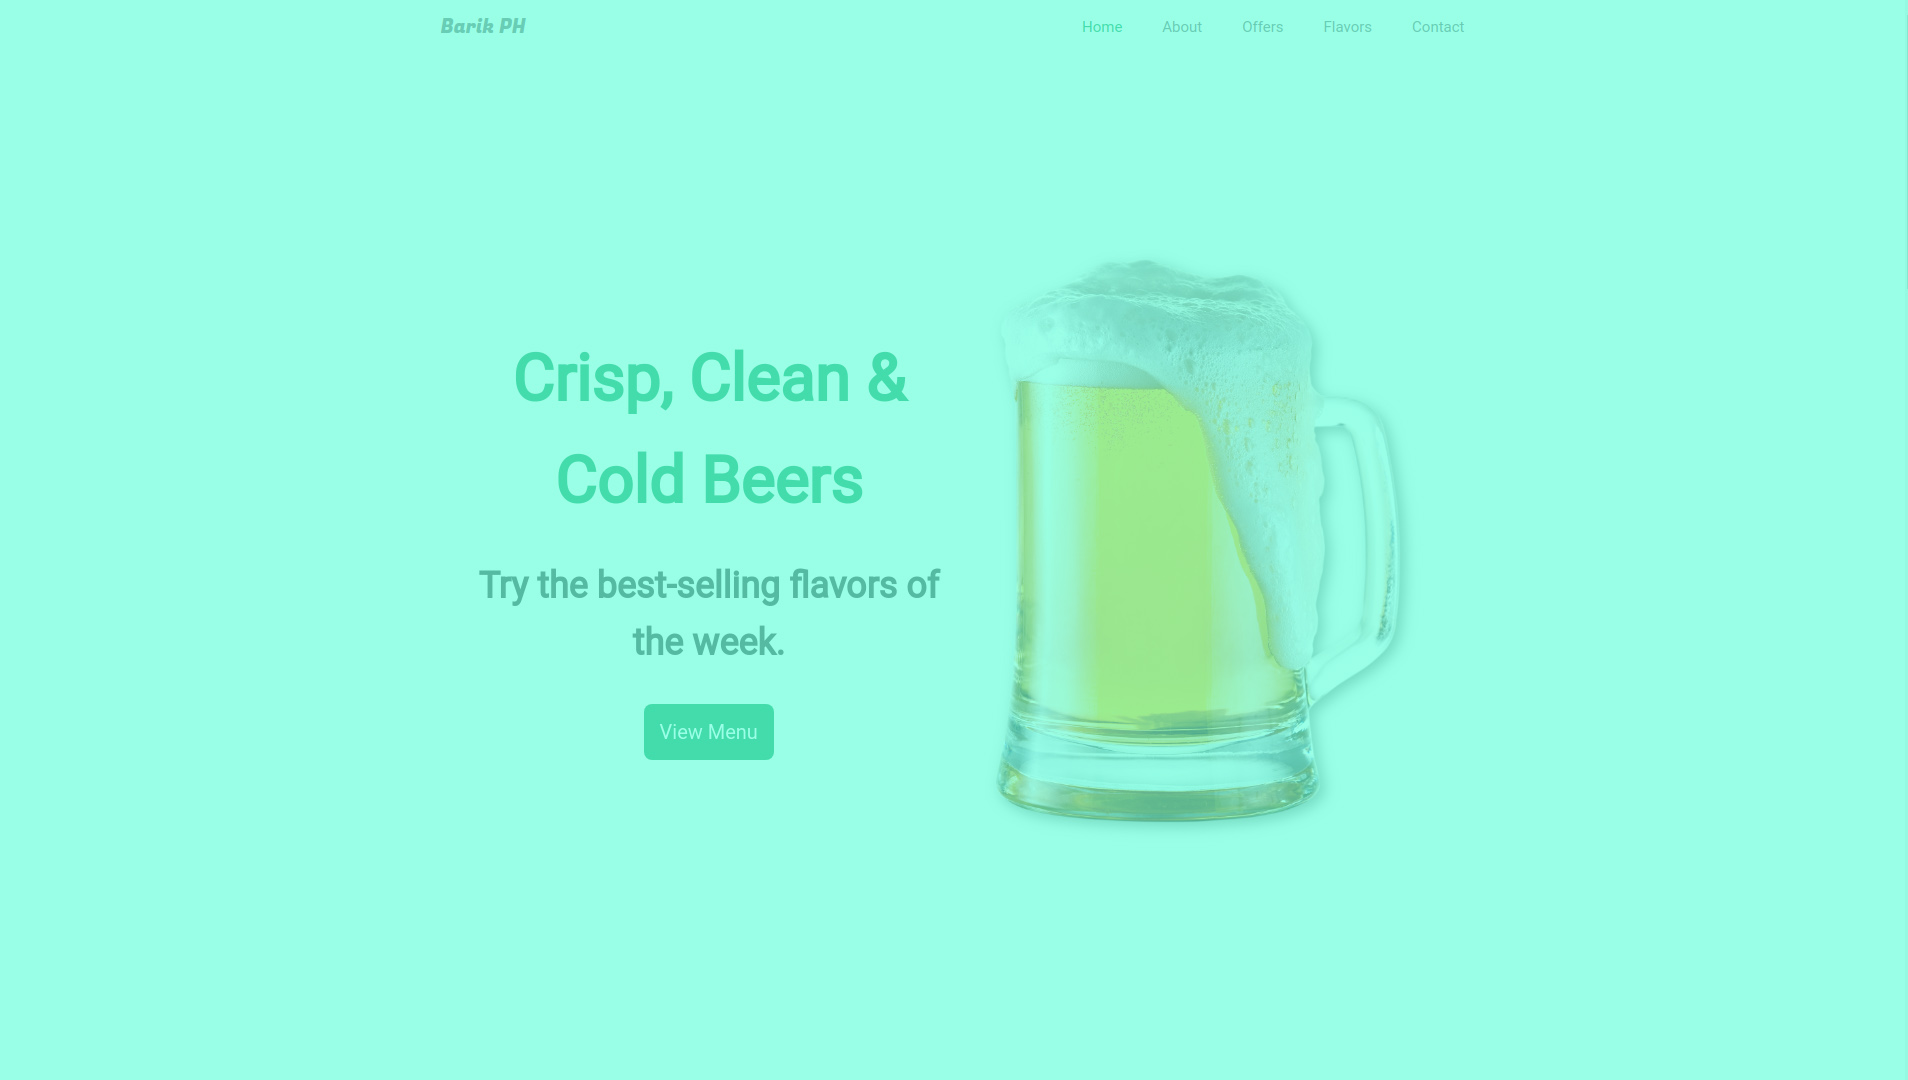 Barik PH
Home About Offers Flavors Contact
Crisp, Clean &
Cold Beers
Try the best-selling flavors of
the week.
View Menu